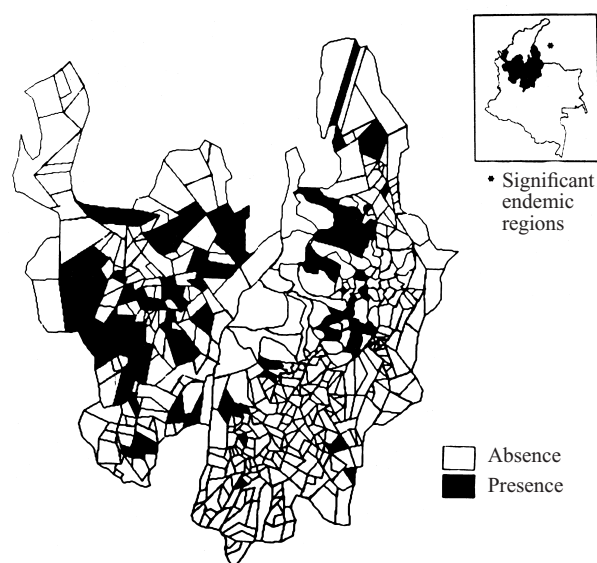 * Significant
endemic
regions
Absence
Presence